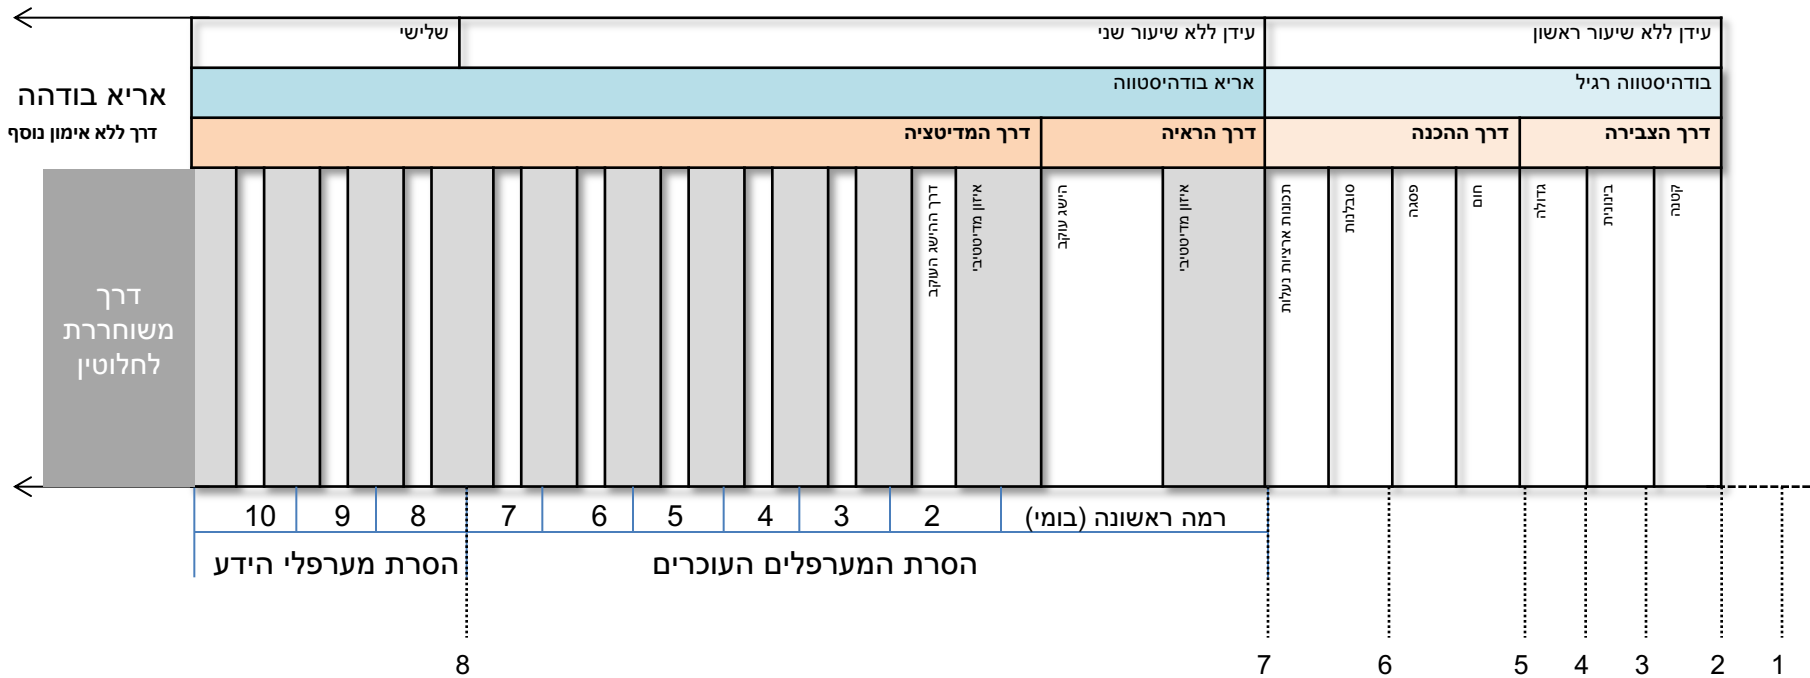 עידן ללא שיעור ראשון
עידן ללא שיעור שני
שלישי
בודהיסטווה רגיל
אריא בודהיסטווה
אריא בודהה
דרך הצבירה
דרך ההכנה
דרך הראיה
דרך המדיטציה
דרך ללא אימון נוסף
קטנה
בינונית
גדולה
חום
פסגה
סובלנות
תכונות ארציות נעלות
איזון מדיטטיבי
הישג עוקב
איזון מדיטטיבי
דרך ההישג העוקב
דרך
משוחררת
לחלוטין
רמה ראשונה (בומי)
2
3
4
5
6
7
8
9
10
הסרת המערפלים העוכרים
הסרת מערפלי הידע
1
2
3
4
5
6
7
8